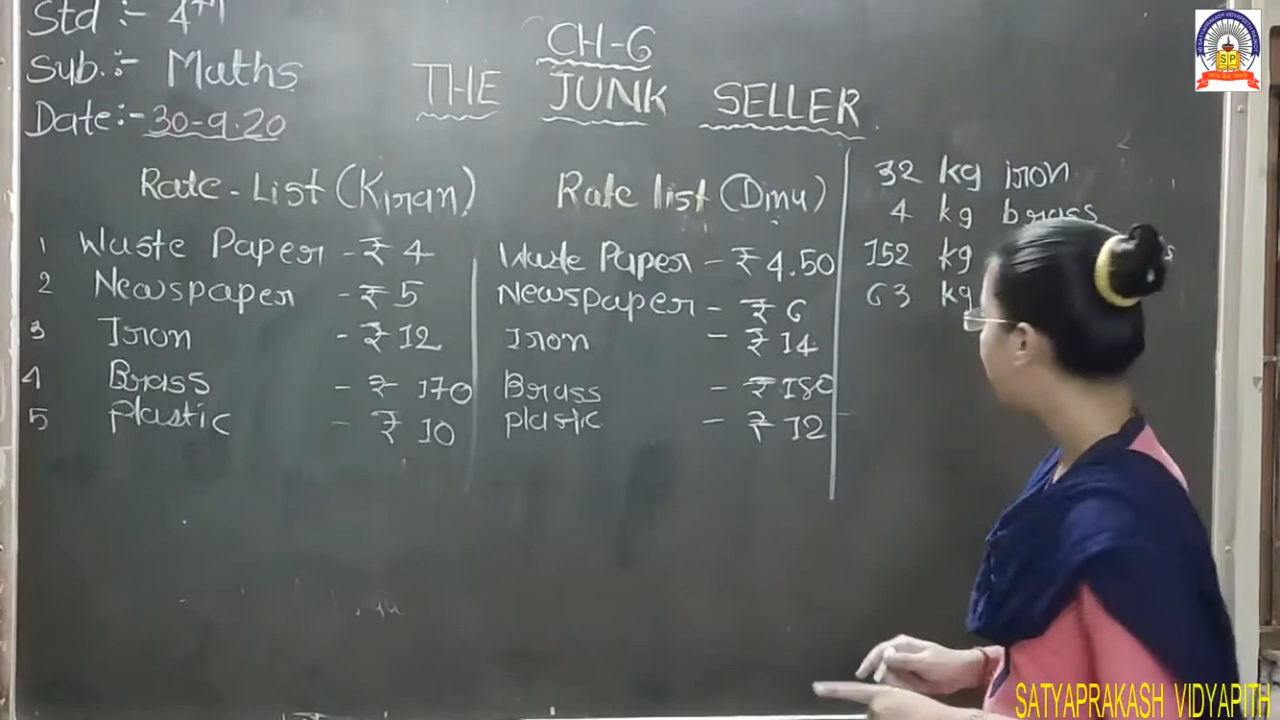 Std :- 4th
Sub. :- Maths
Date:- 30-9.20
CH-6
THE JUNK SELLER
Rate-List (Kiran)
1 Waste Paper - ₹ 4
2 Newspaper - ₹ 5
3 Iron - ₹ 12
4 Brass - ₹ 170
5 plastic - ₹ 10
Rate list (Dinu)
Waste Paper - ₹ 4.50
Newspaper - ₹ 6
Iron - ₹ 14
Brass - ₹ 180
plastic - ₹ 12
32 kg iron
4 kg brass
152 kg
63 kg
SP
SATYAPRAKASH VIDYAPITH